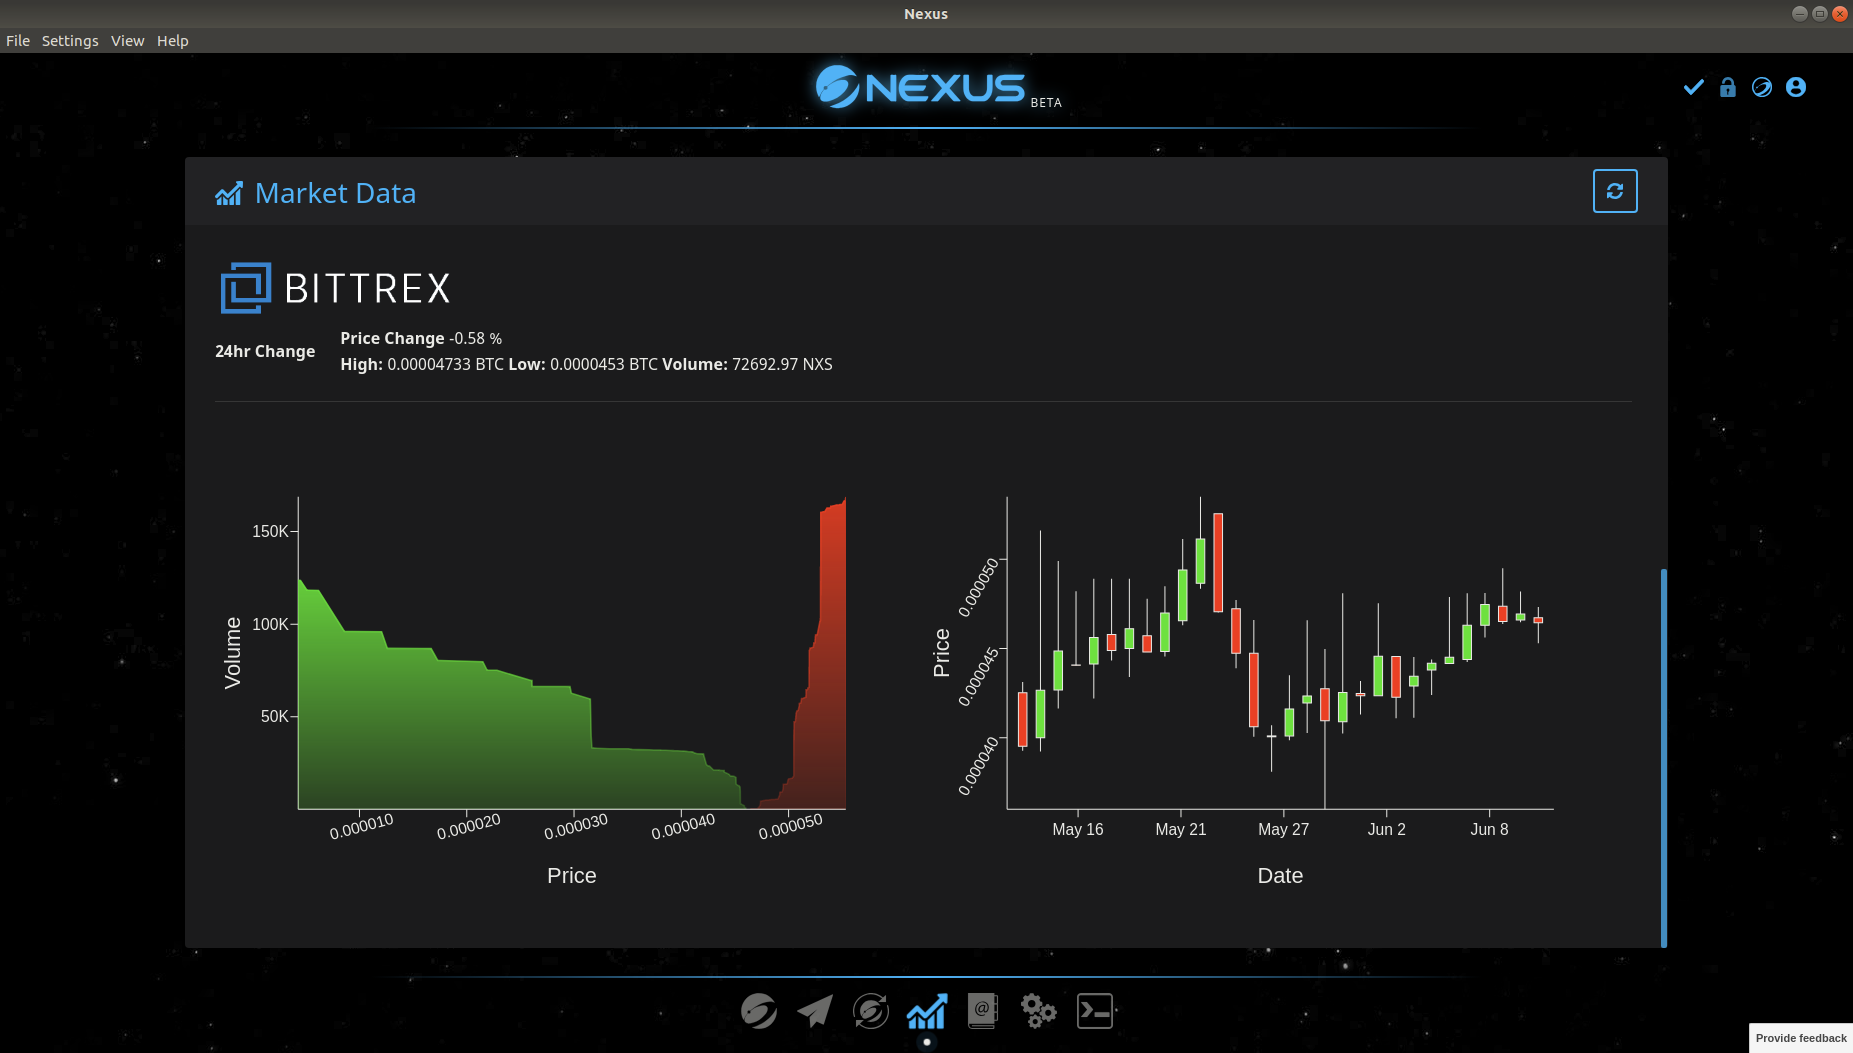 Nexus
File Settings View Help
NEXUS BETA
Market Data
BITTREX
24hr Change
Price Change -0.58 %
High: 0.00004733 BTC Low: 0.0000453 BTC Volume: 72692.97 NXS
Volume
150K
100K
50K
0.000010 0.000020 0.000030 0.000040 0.000050
Price
Price
0.000050
0.000045
0.000040
May 16 May 21 May 27 Jun 2 Jun 8
Date
@
Provide feedback